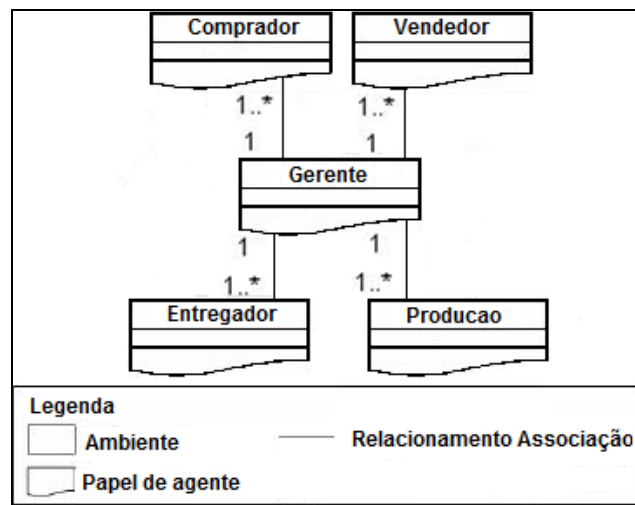 Comprador Vendedor
1..* 1..*
1 1
Gerente
1 1
1..* 1..*
Entregador Producao
Legenda
Ambiente Relacionamento Associação
Papel de agente